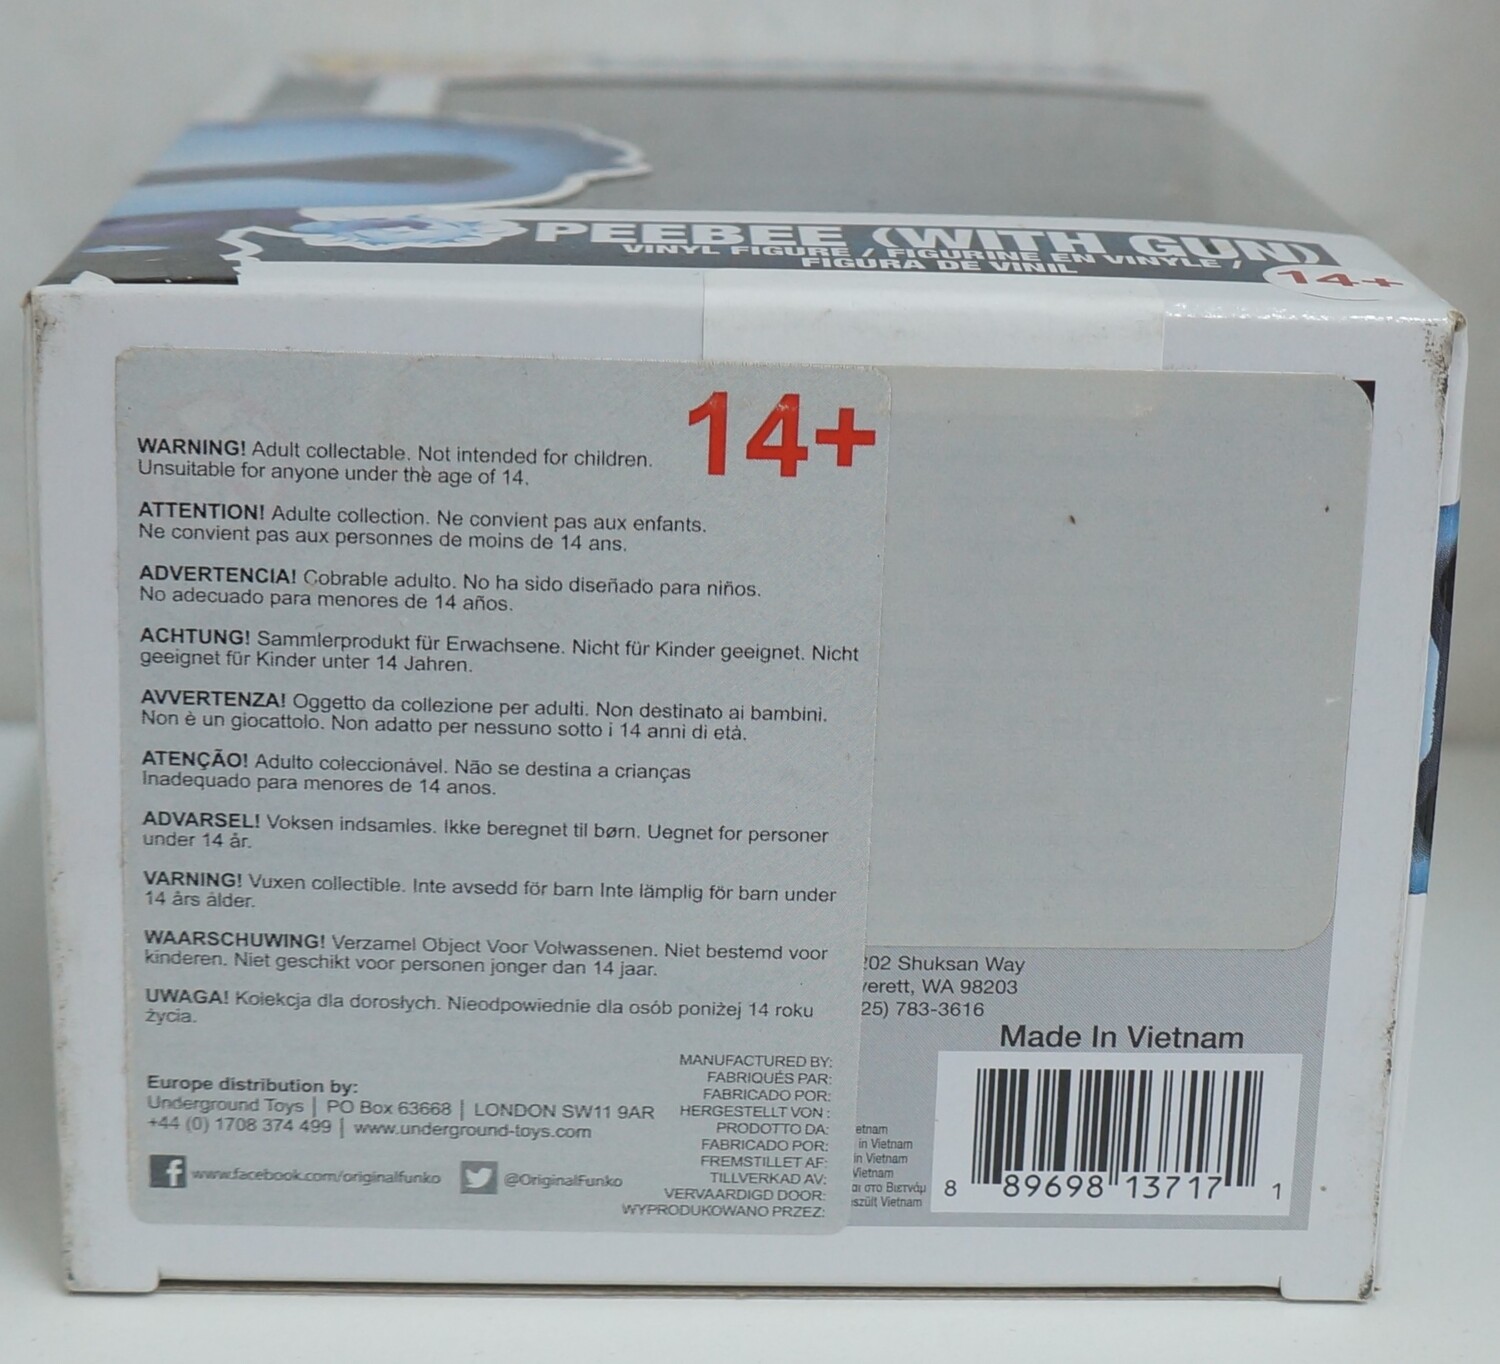 PEEBEE (WITH GUN)
VINYL FIGURE / FIGURINE EN VINYLE /
FIGURA DE VINIL
14+
14+
WARNING! Adult collectable. Not intended for children.
Unsuitable for anyone under the age of 14.
ATTENTION! Adulte collection. Ne convient pas aux enfants.
Ne convient pas aux personnes de moins de 14 ans.
ADVERTENCIA! Cobrable adulto. No ha sido diseñado para niños.
No adecuado para menores de 14 años.
ACHTUNG! Sammlerprodukt für Erwachsene. Nicht für Kinder geeignet. Nicht
geeignet für Kinder unter 14 Jahren.
AVVERTENZA! Oggetto da collezione per adulti. Non destinato ai bambini.
Non è un giocattolo. Non adatto per nessuno sotto i 14 anni di età.
ATENÇÃO! Adulto coleccionável. Não se destina a crianças
Inadequado para menores de 14 anos.
ADVARSEL! Voksen indsamles. Ikke beregnet til børn. Uegnet for personer
under 14 år.
VARNING! Vuxen collectible. Inte avsedd för barn Inte lämplig för barn under
14 års ålder.
WAARSCHUWING! Verzamel Object Voor Volwassenen. Niet bestemd voor
kinderen. Niet geschikt voor personen jonger dan 14 jaar.
UWAGA! Kolekcja dla dorosłych. Nieodpowiednie dla osób poniżej 14 roku
życia.
Europe distribution by:
Underground Toys | PO Box 63668 | LONDON SW11 9AR
+44 (0) 1708 374 499 | www.underground-toys.com
www.facebook.com/originalfunko @OriginalFunko
MANUFACTURED BY:
FABRIQUÉS PAR:
FABRICADO POR:
HERGESTELLT VON :
PRODOTTO DA:
FABRICADO POR:
FREMSTILLET AF:
TILLVERKAD AV:
VERVAARDIGD DOOR:
WYPRODUKOWANO PRZEZ:
02 Shuksan Way
verett, WA 98203
25) 783-3616
Made In Vietnam
etnam
in Vietnam
in Vietnam
Vietnam
αι στο Βιετνάμ
szült Vietnam
8 89698 13717 1